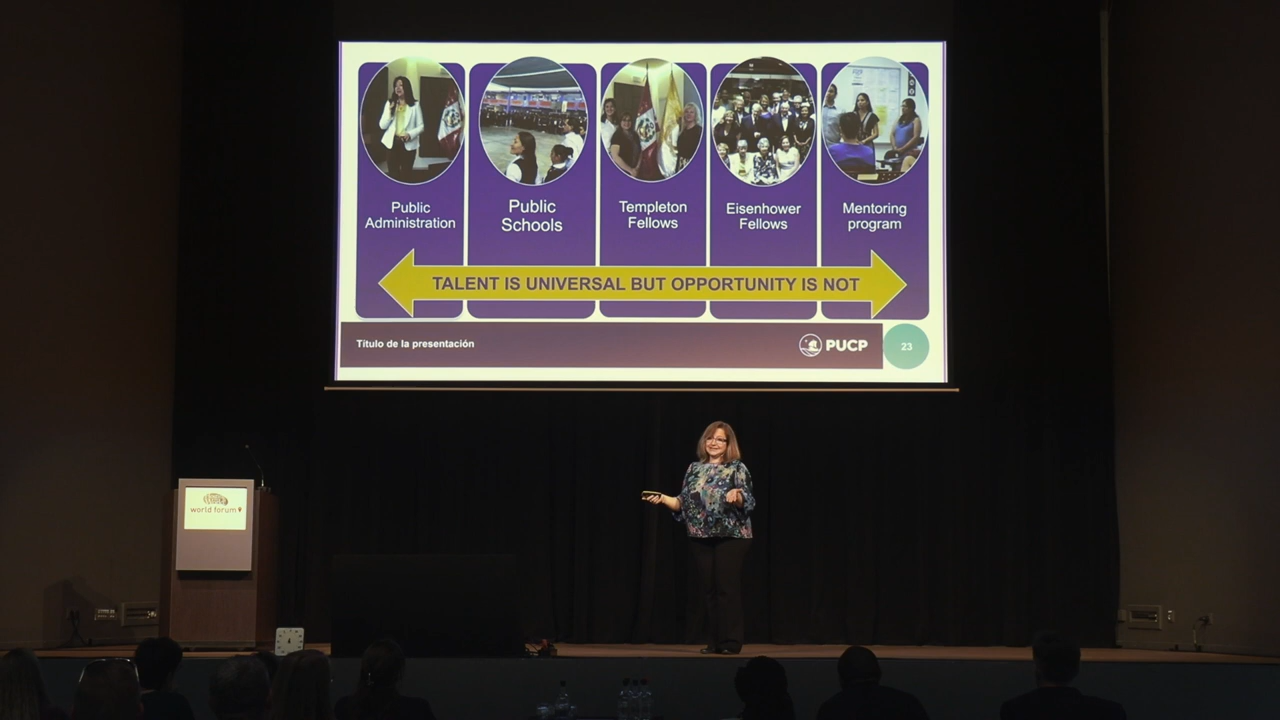 Public
Administration
Public
Schools
Templeton
Fellows
Eisenhower
Fellows
Mentoring
program
TALENT IS UNIVERSAL BUT OPPORTUNITY IS NOT
Título de la presentación
PUCP
23
world forum